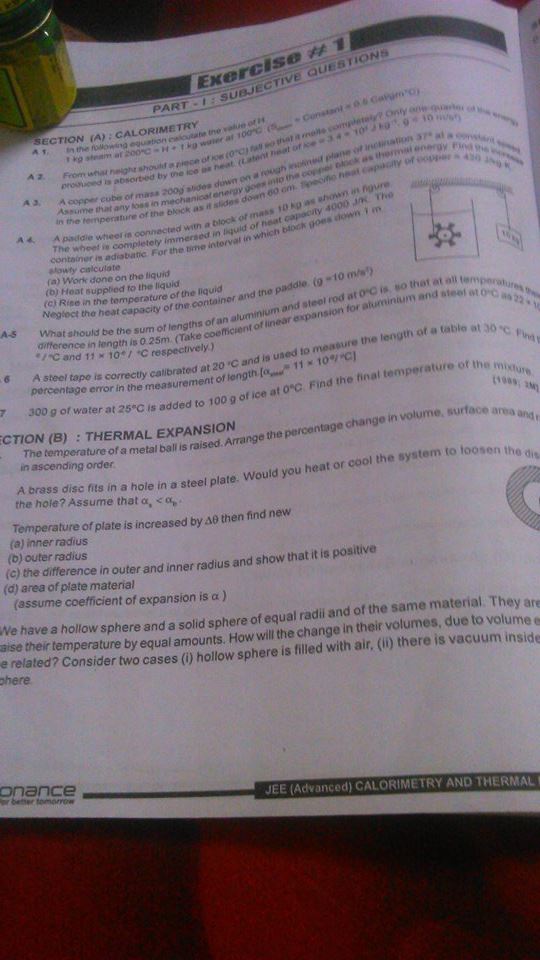 Exercise # 1
PART - I : SUBJECTIVE QUESTIONS
SECTION (A) : CALORIMETRY
A 1. In the following equation calculate the value of H
1 kg steam at 200°C = H + 1 kg water at 100°C (S = Constant = 0.5 Cal/gm°C)
A 2. From what height should a piece of ice (0°C) fall so that it melts completely? Only one-quarter of the energy
produced is absorbed by the ice as heat. (Latent heat of ice = 3.4 × 10⁵ J kg⁻¹, g = 10 m/s²)
A 3. A copper cube of mass 200g slides down on a rough inclined plane of inclination 37° at a constant speed.
Assume that any loss in mechanical energy goes into the copper block as thermal energy. Find the increase
in the temperature of the block as it slides down 60 cm. Specific heat capacity of copper = 420 J/kg-K.
A 4. A paddle wheel is connected with a block of mass 10 kg as shown in figure.
The wheel is completely immersed in liquid of heat capacity 4000 J/K. The
container is adiabatic. For the time interval in which block goes down 1 m
slowly calculate
(a) Work done on the liquid
(b) Heat supplied to the liquid
(c) Rise in the temperature of the liquid
Neglect the heat capacity of the container and the paddle. (g =10 m/s²)
10 kg
A-5 What should be the sum of lengths of an aluminium and steel rod at 0°C is, so that at all temperatures
difference in length is 0.25m. (Take coefficient of linear expansion for aluminium and steel at 0°C as 22 ×
⁶ / °C and 11 × 10⁻⁶ / °C respectively.)
6 A steel tape is correctly calibrated at 20 °C and is used to measure the length of a table at 30 °C. Find
percentage error in the measurement of length.[α steel = 11 × 10⁻⁶/°C]
7 300 g of water at 25°C is added to 100 g of ice at 0°C. Find the final temperature of the mixture.
[1989; 2M]
ECTION (B) : THERMAL EXPANSION
The temperature of a metal ball is raised. Arrange the percentage change in volume, surface area and
in ascending order.
A brass disc fits in a hole in a steel plate. Would you heat or cool the system to loosen the
the hole? Assume that αₛ < α_b.
Temperature of plate is increased by Δθ then find new
(a) inner radius
(b) outer radius
(c) the difference in outer and inner radius and show that it is positive
(d) area of plate material
(assume coefficient of expansion is α )
We have a hollow sphere and a solid sphere of equal radii and of the same material. They are
aise their temperature by equal amounts. How will the change in their volumes, due to volume e
e related? Consider two cases (i) hollow sphere is filled with air, (ii) there is vacuum inside
phere.
onance
for better tomorrow
JEE (Advanced) CALORIMETRY AND THERMAL